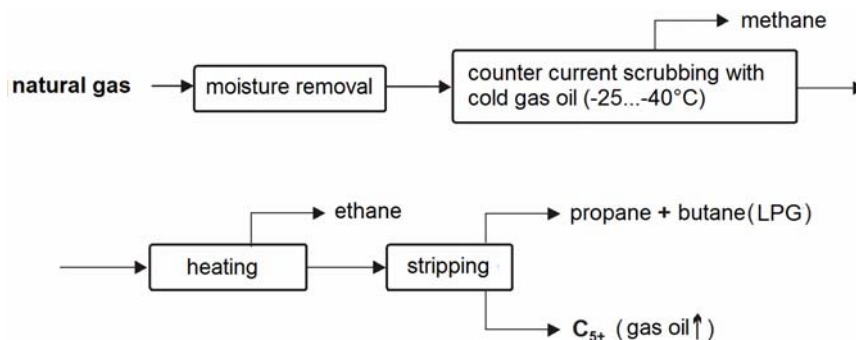 methane
natural gas
moisture removal
counter current scrubbing with
cold gas oil (-25...-40°C)
ethane
propane + butane(LPG)
heating
stripping
C5+ (gas oil↑)